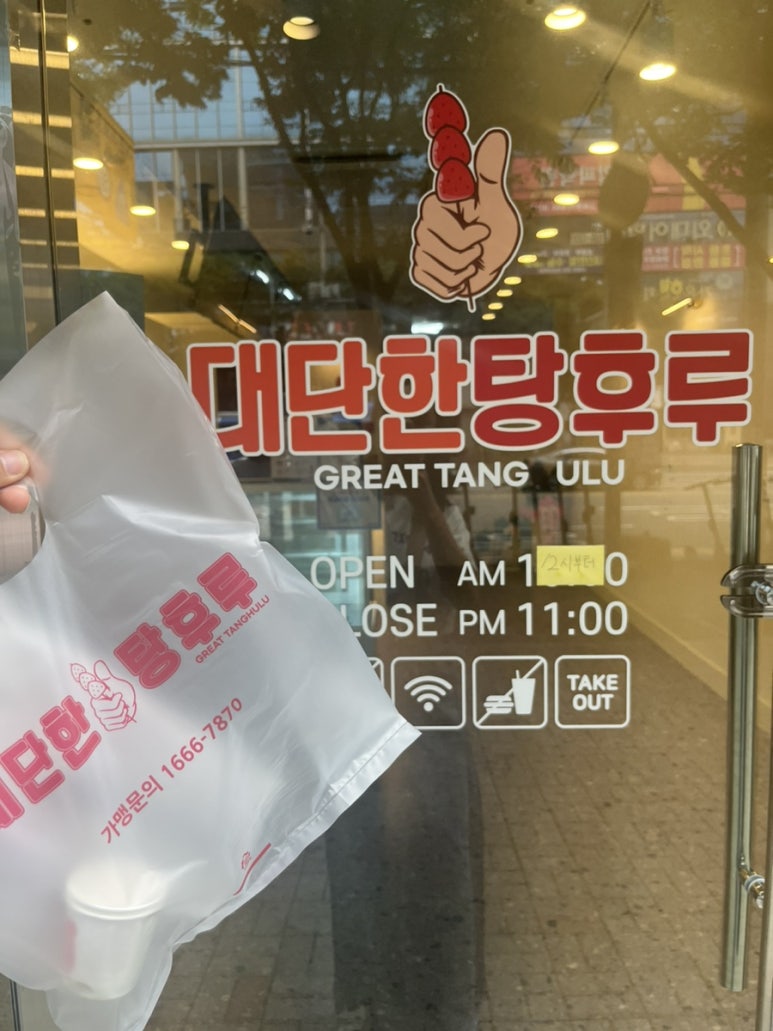 대단한탕후루
GREAT TANG ULU
OPEN AM 1 0
12시부터
CLOSE PM 11:00
TAKE
OUT
대단한탕후루
GREAT TANGHULU
가맹문의 1666-7870